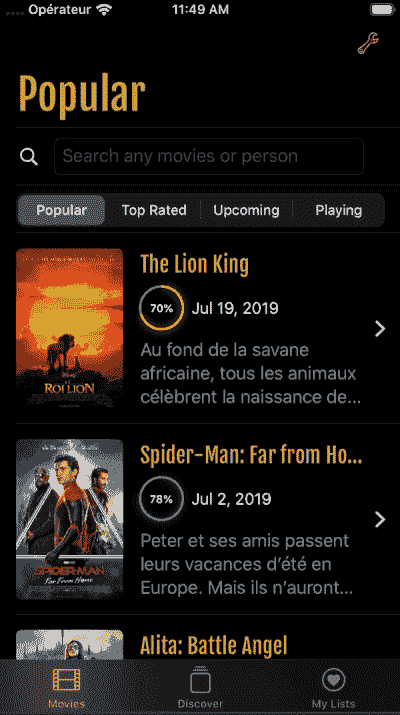 Opérateur 11:49 AM
Popular
Search any movies or person
Popular Top Rated Upcoming Playing
The Lion King
70% Jul 19, 2019
Au fond de la savane
africaine, tous les animaux
célèbrent la naissance de...
Disney
LE
ROI LION
Spider-Man: Far from Ho...
78% Jul 2, 2019
Peter et ses amis passent
leurs vacances d'été en
Europe. Mais ils n'auront...
SPIDER-MAN
Far From Home
Alita: Battle Angel
Movies Discover My Lists